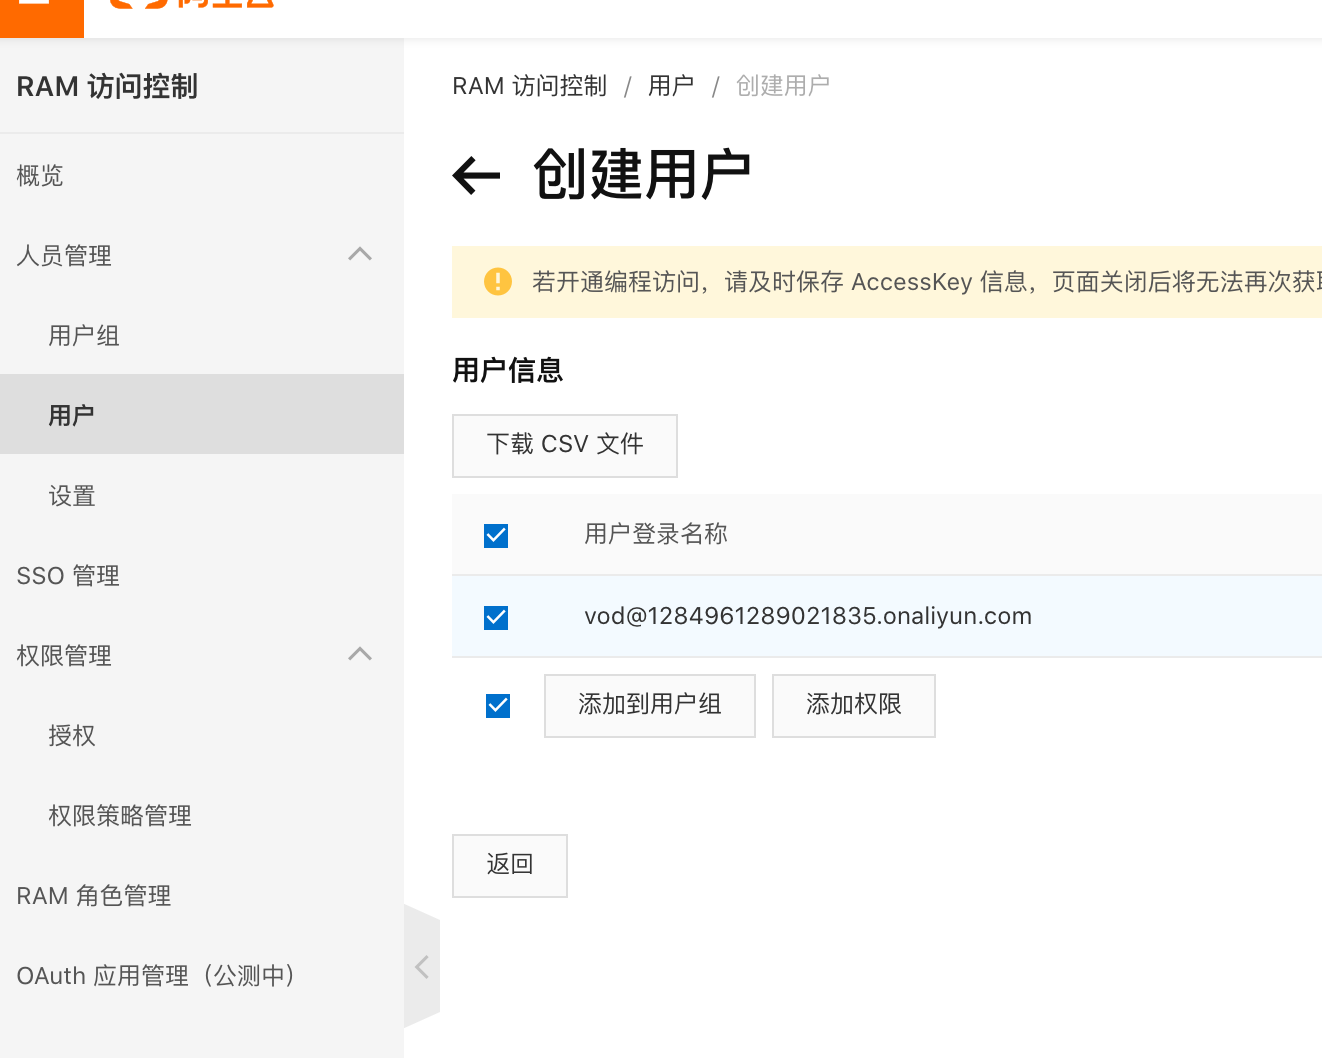 RAM 访问控制
概览
人员管理
用户组
用户
设置
SSO 管理
权限管理
授权
权限策略管理
RAM 角色管理
OAuth 应用管理（公测中）
RAM 访问控制 / 用户 / 创建用户
创建用户
若开通编程访问，请及时保存 AccessKey 信息，页面关闭后将无法再次获
用户信息
下载 CSV 文件
用户登录名称
vod@1284961289021835.onaliyun.com
添加到用户组 添加权限
返回